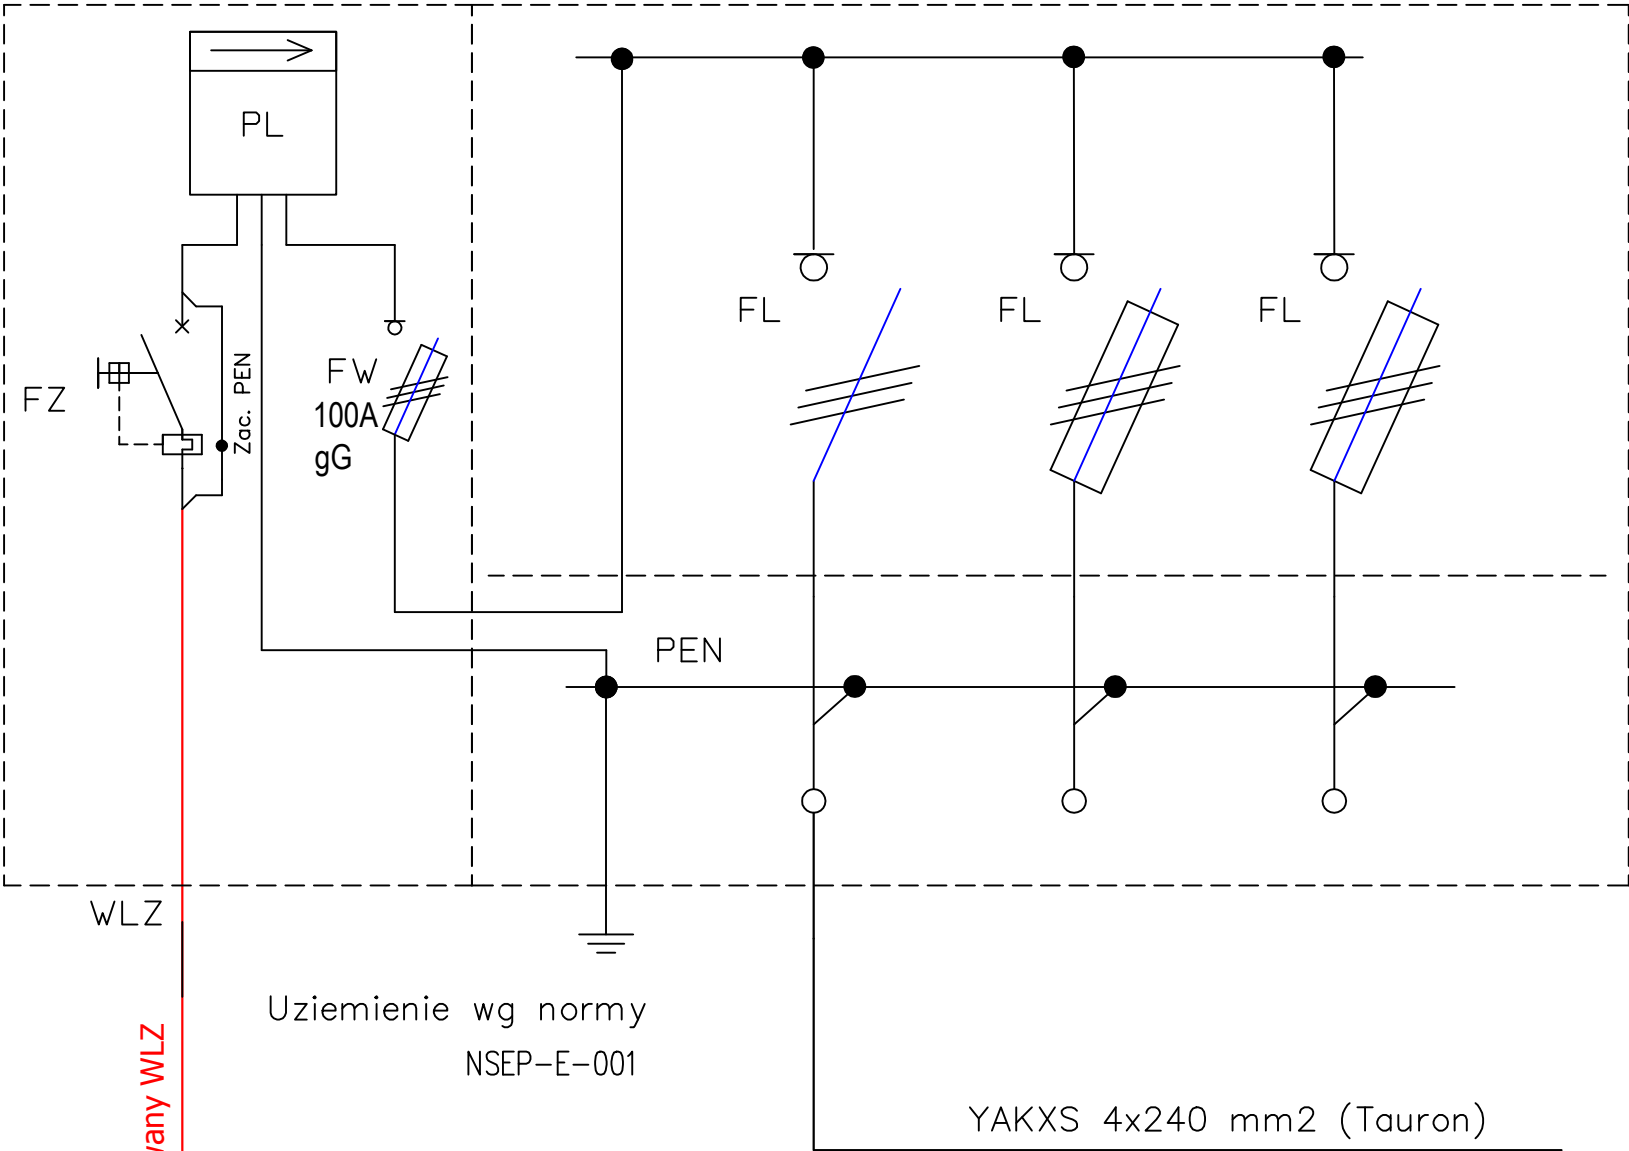 PL
FL
FL
FL
FZ
Zac. PEN
FW
100A
gG
PEN
WLZ
Uziemienie wg normy
NSEP-E-001
WLZ
YAKXS 4x240 mm2 (Tauron)